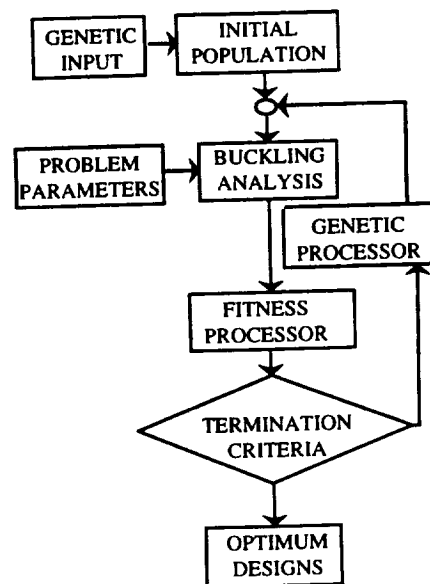 GENETIC
INPUT
INITIAL
POPULATION
PROBLEM
PARAMETERS
BUCKLING
ANALYSIS
GENETIC
PROCESSOR
FITNESS
PROCESSOR
TERMINATION
CRITERIA
OPTIMUM
DESIGNS